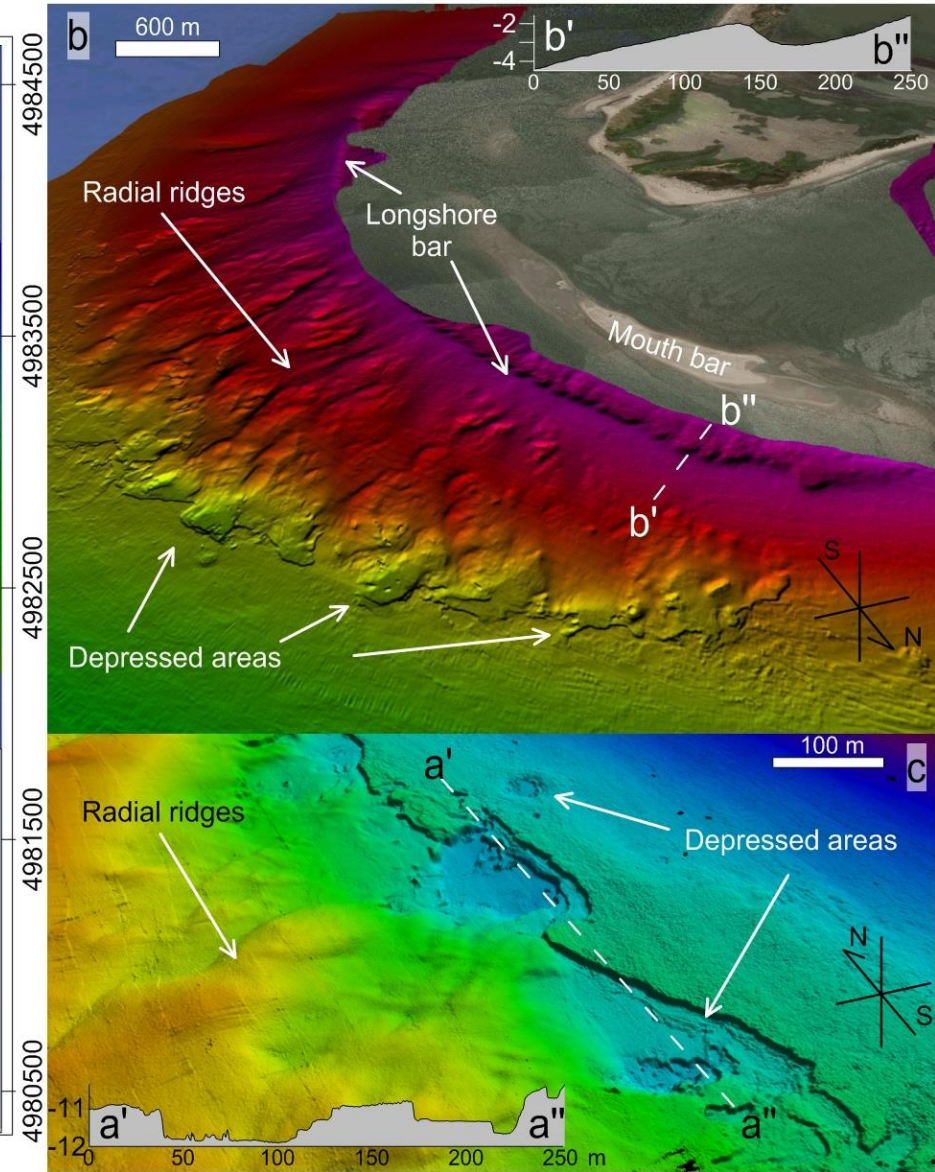 4984500
4983500
4982500
4981500
4980500
b
600 m
-2
-4
b'
b"
0
50
100
150
200
250
Radial ridges
Longshore
bar
Mouth bar
b"
b'
Depressed areas
S
N
100 m
c
a'
Radial ridges
Depressed areas
N
S
a"
-11
-12
a'
a"
0
50
100
150
200
250
m